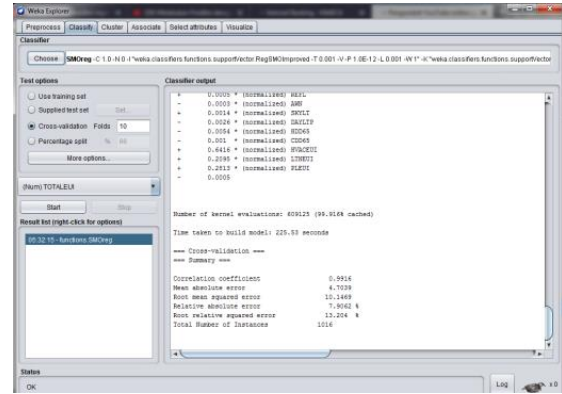 Weka Explorer
Preprocess Classify Cluster Associate Select attributes Visualize
Classifier
Choose SMOreg -C 1.0 -N 0 -I "weka.classifiers.functions.supportVector.RegSMOImproved -T 0.001 -V -P 1.0E-12 -L 0.001 -W 1" -K "weka.classifiers.functions.supportVector
Test options
Use training set
Supplied test set Set...
Cross-validation Folds 10
Percentage split % 66
More options...
(Num) TOTALEUI
Start Stop
Result list (right-click for options)
05:32:15 - functions.SMOreg
Classifier output
+ 0.0005 * (normalized) REFL
- 0.0003 * (normalized) AWN
+ 0.0014 * (normalized) SKYLT
- 0.0026 * (normalized) DAYLTP
- 0.0054 * (normalized) HDD65
- 0.001 * (normalized) CDD65
+ 0.6416 * (normalized) HVACEUI
+ 0.2095 * (normalized) LTNEUI
+ 0.2813 * (normalized) PLEUI
- 0.0005
Number of kernel evaluations: 609125 (99.916% cached)
Time taken to build model: 225.53 seconds
=== Cross-validation ===
=== Summary ===
Correlation coefficient 0.9916
Mean absolute error 4.7039
Root mean squared error 10.1469
Relative absolute error 7.9062 %
Root relative squared error 13.206 %
Total Number of Instances 1016
Status
OK
Log x 0